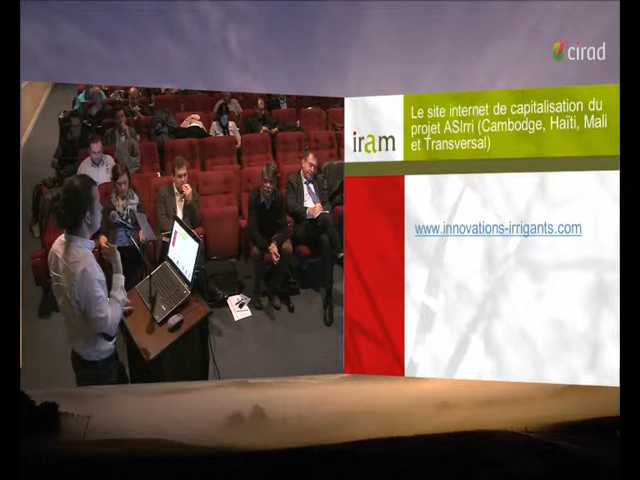 cirad
iram
Le site internet de capitalisation du
projet ASIrri (Cambodge, Haïti, Mali
et Transversal)
www.innovations-irrigants.com